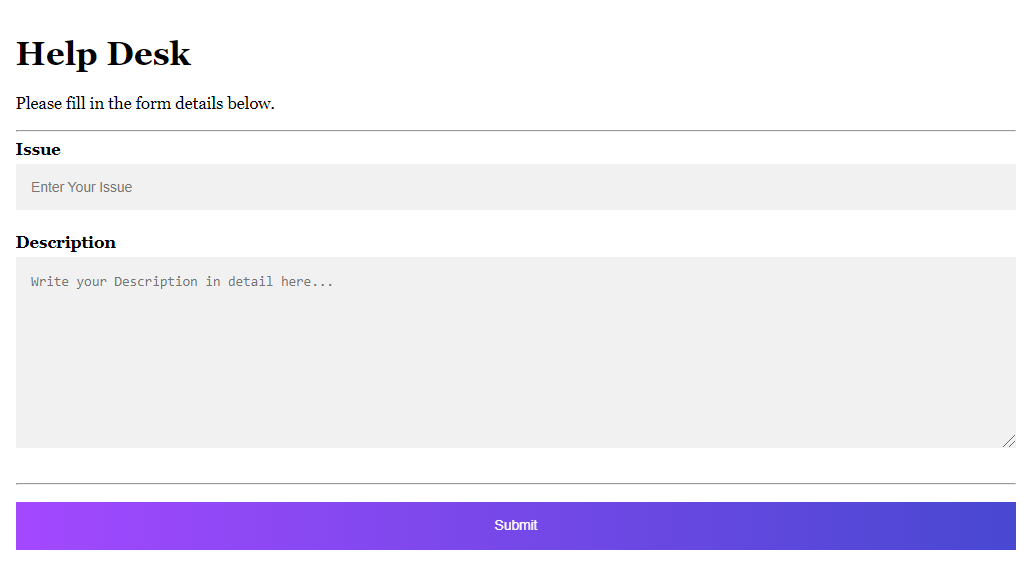 Help Desk
Please fill in the form details below.
Issue
Enter Your Issue
Description
Write your Description in detail here...
Submit